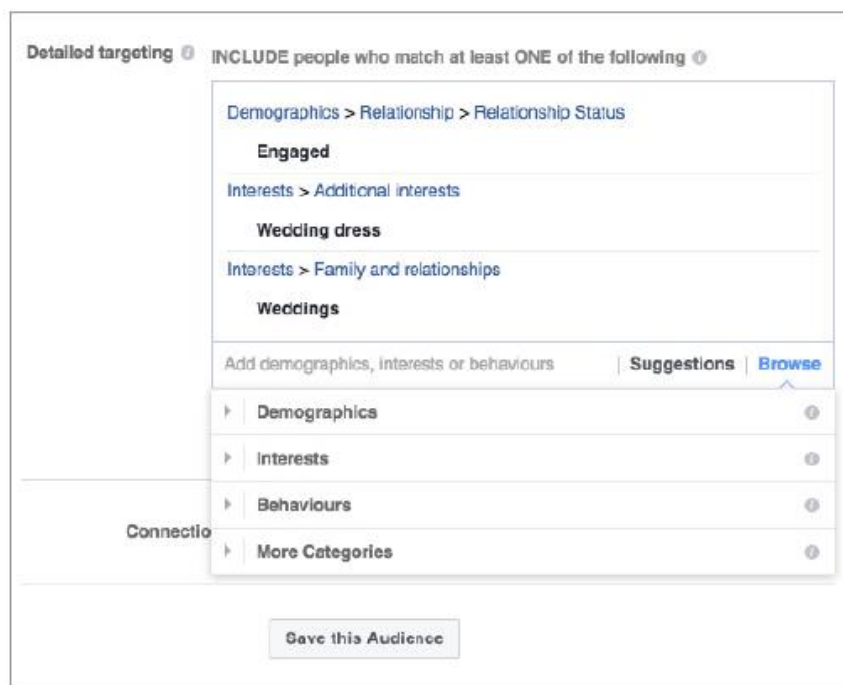 Detailed targeting
INCLUDE people who match at least ONE of the following
Demographics > Relationship > Relationship Status
Engaged
Interests > Additional interests
Wedding dress
Interests > Family and relationships
Weddings
Add demographics, interests or behaviours | Suggestions | Browse
Demographics
Interests
Behaviours
Connectio
More Categories
Save this Audience